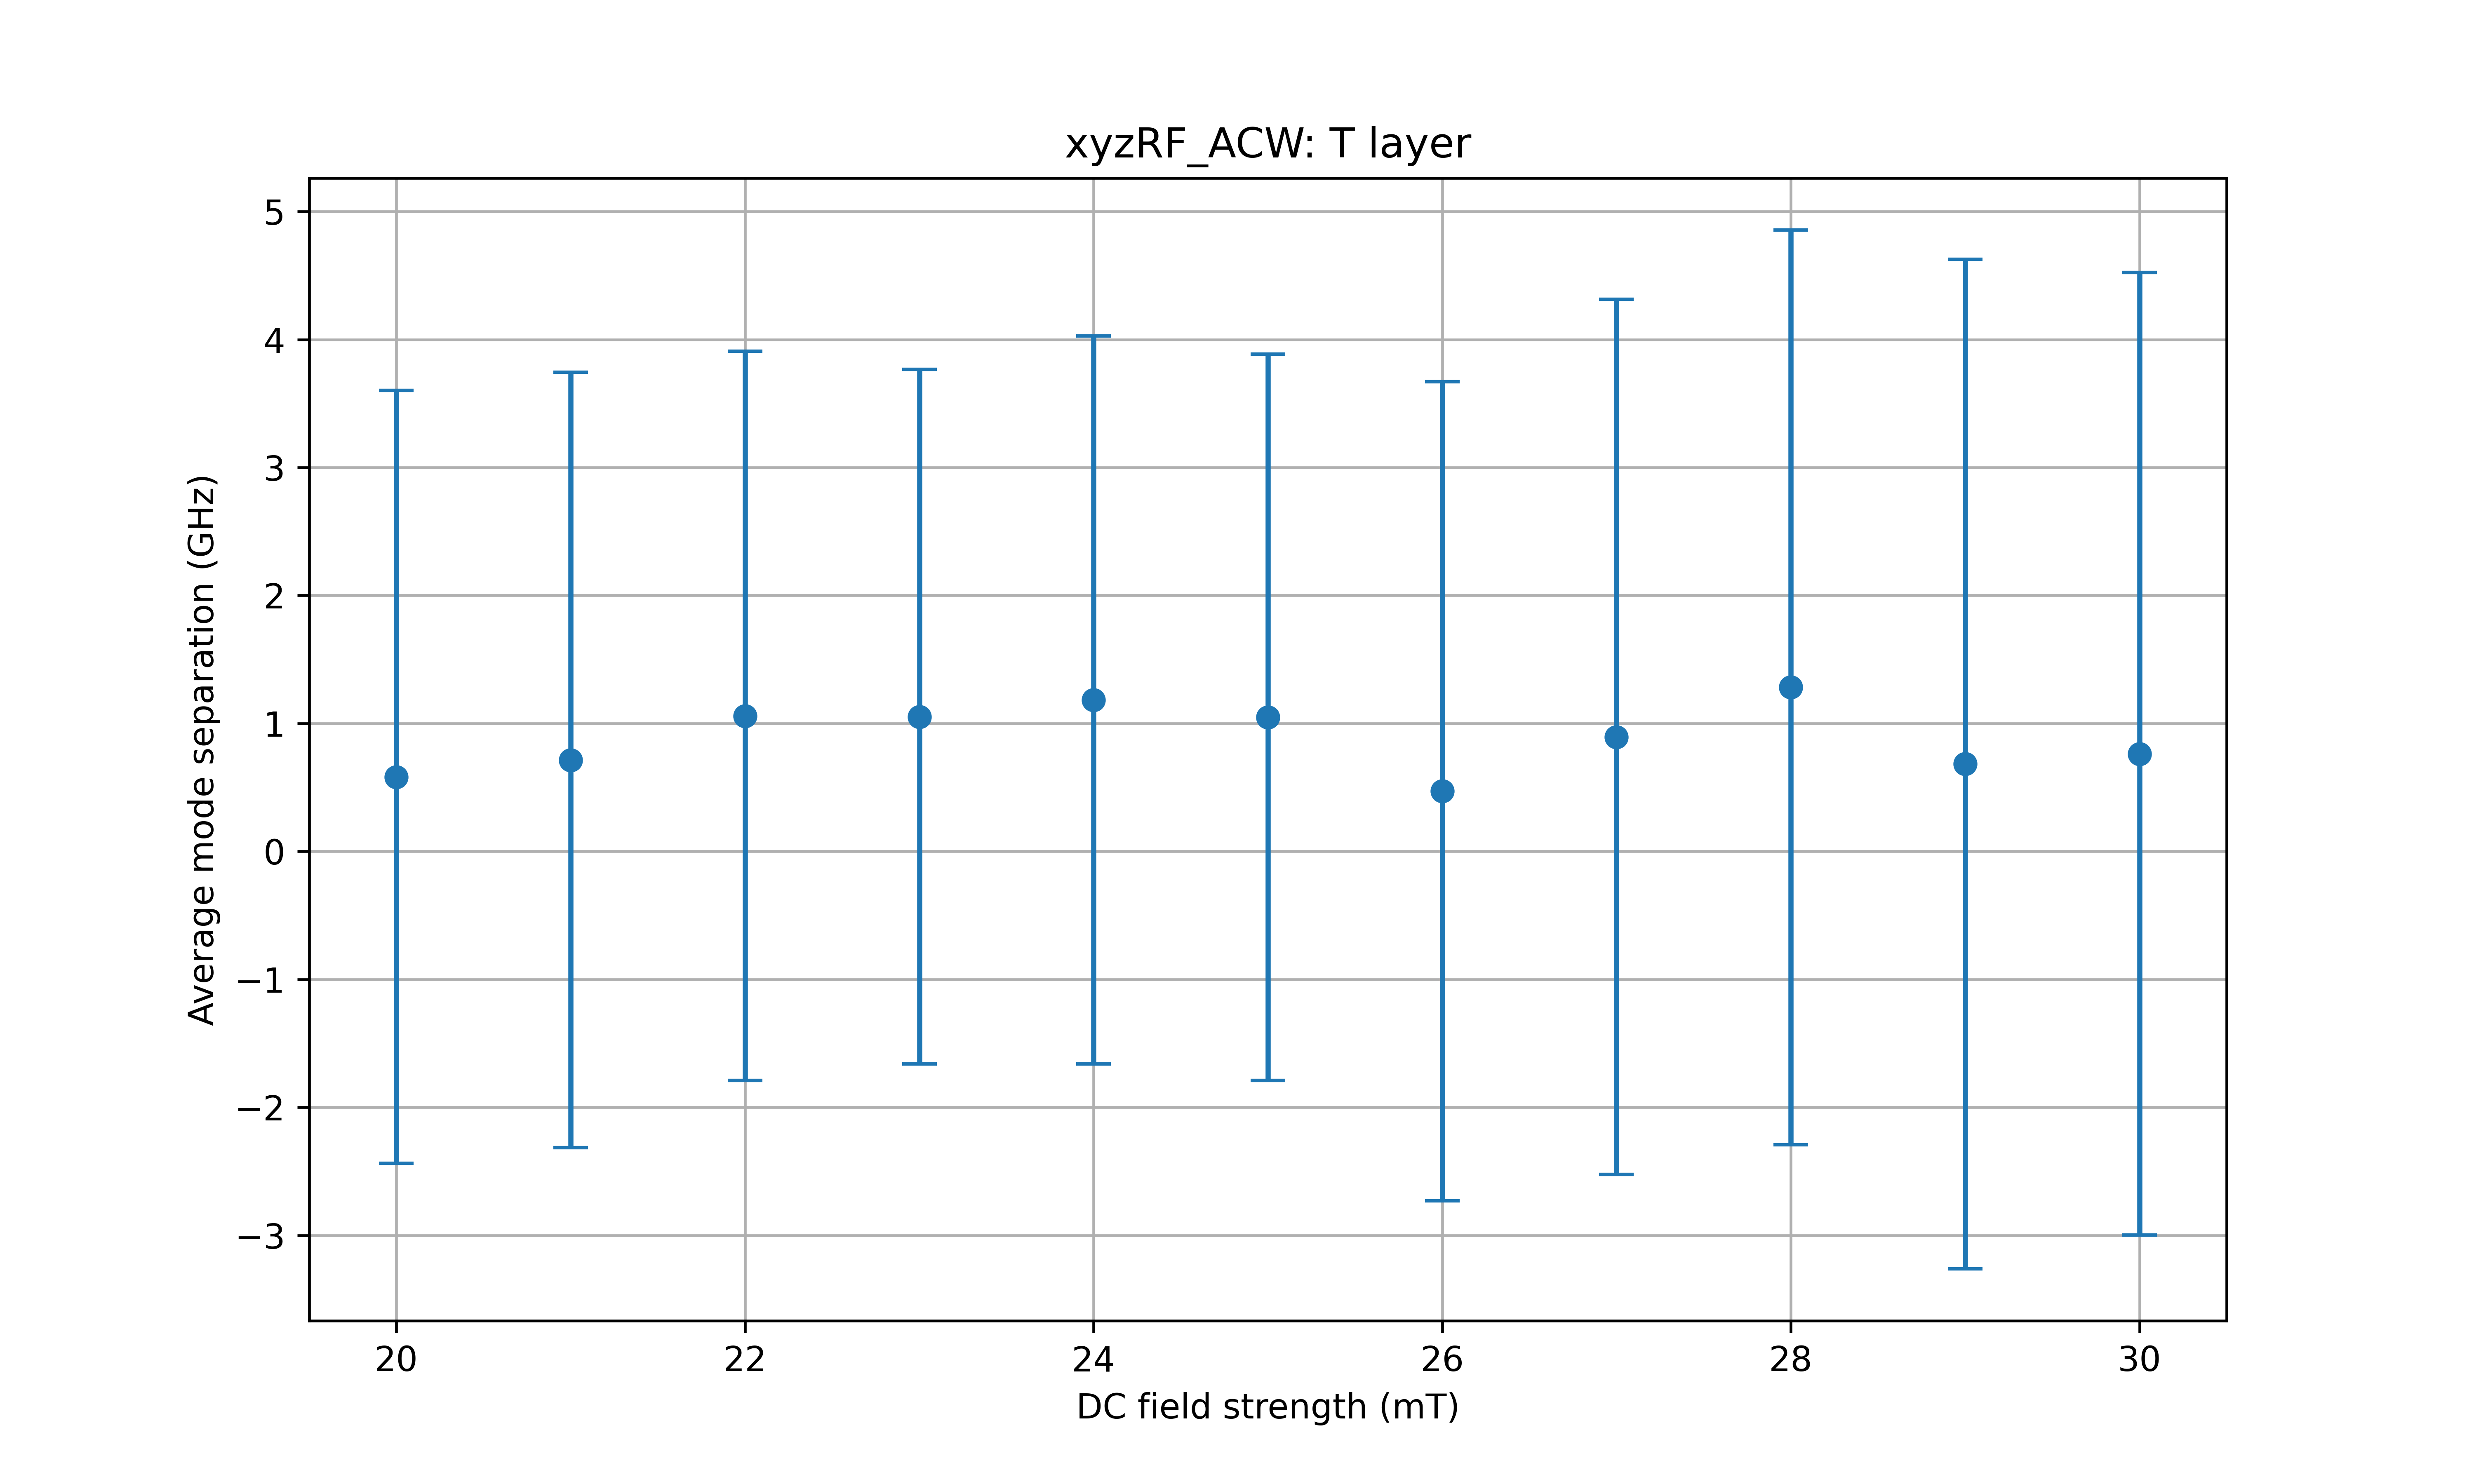 xyzRF_ACW: T layer
Average mode separation (GHz)
5
4
3
2
1
0
−1
−2
−3
20 22 24 26 28 30
DC field strength (mT)